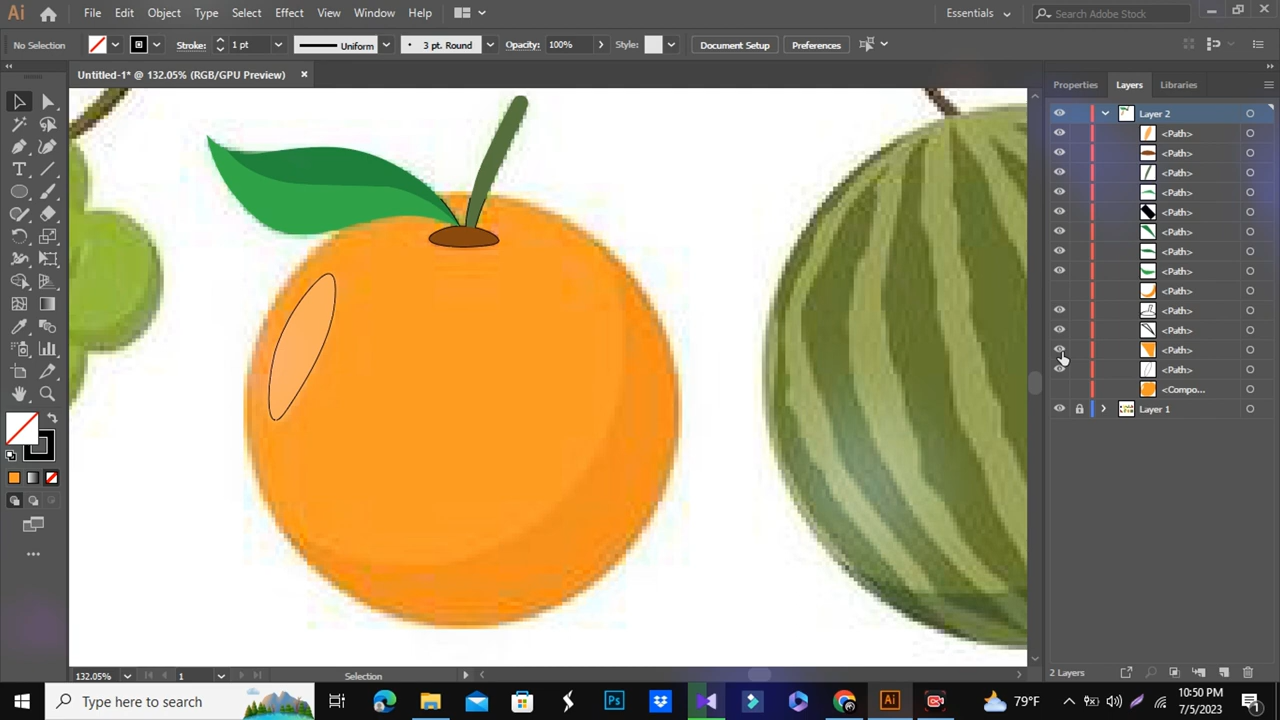 Ai File Edit Object Type Select Effect View Window Help Essentials Search Adobe Stock
No Selection Stroke: 1 pt Uniform 3 pt. Round Opacity: 100% Style: Document Setup Preferences
Untitled-1* @ 132.05% (RGB/GPU Preview) ×
Properties Layers Libraries
Layer 2
<Path>
<Path>
<Path>
<Path>
<Path>
<Path>
<Path>
<Path>
<Path>
<Path>
<Path>
<Path>
<Path>
<Compo...
Layer 1
132.05% 1 Selection 2 Layers
Type here to search Ps Ai 79°F 10:50 PM
7/5/2023 1